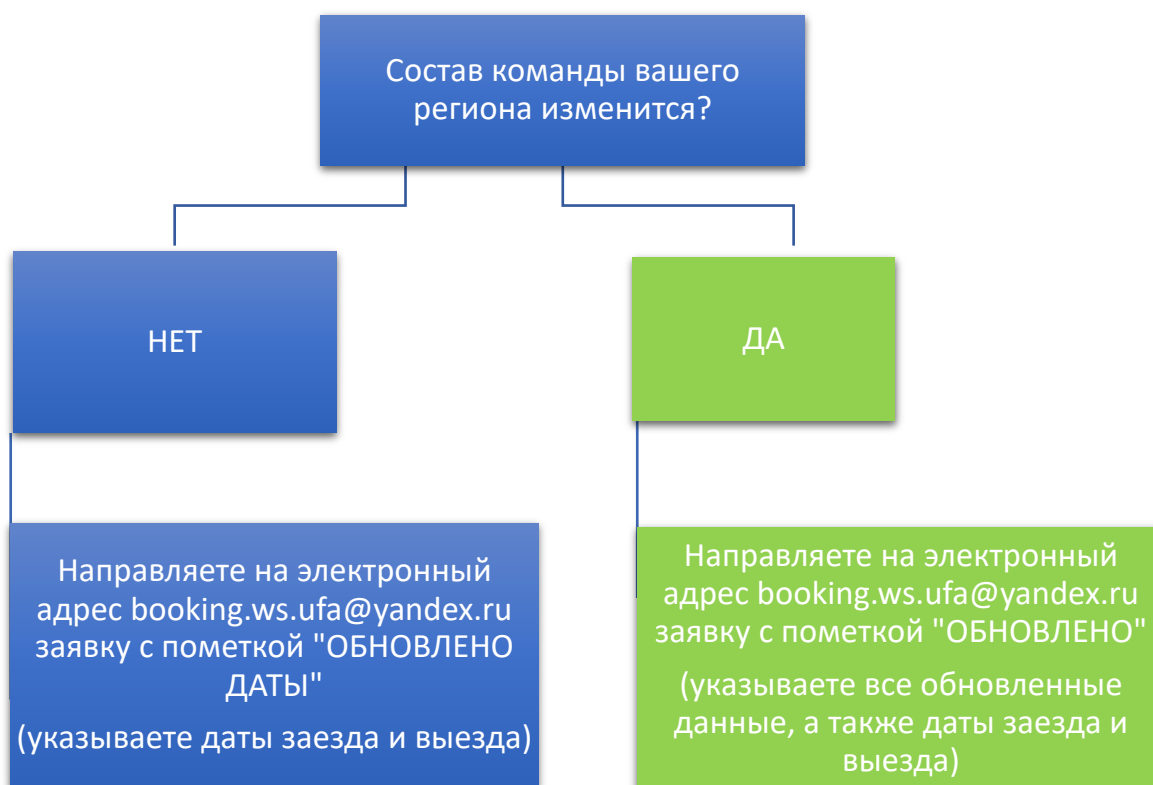 Состав команды вашего
региона изменится?
НЕТ
ДА
Направляете на электронный
адрес booking.ws.ufa@yandex.ru
заявку с пометкой "ОБНОВЛЕНО
ДАТЫ"
(указываете даты заезда и выезда)
Направляете на электронный
адрес booking.ws.ufa@yandex.ru
заявку с пометкой "ОБНОВЛЕНО"
(указываете все обновленные
данные, а также даты заезда и
выезда)